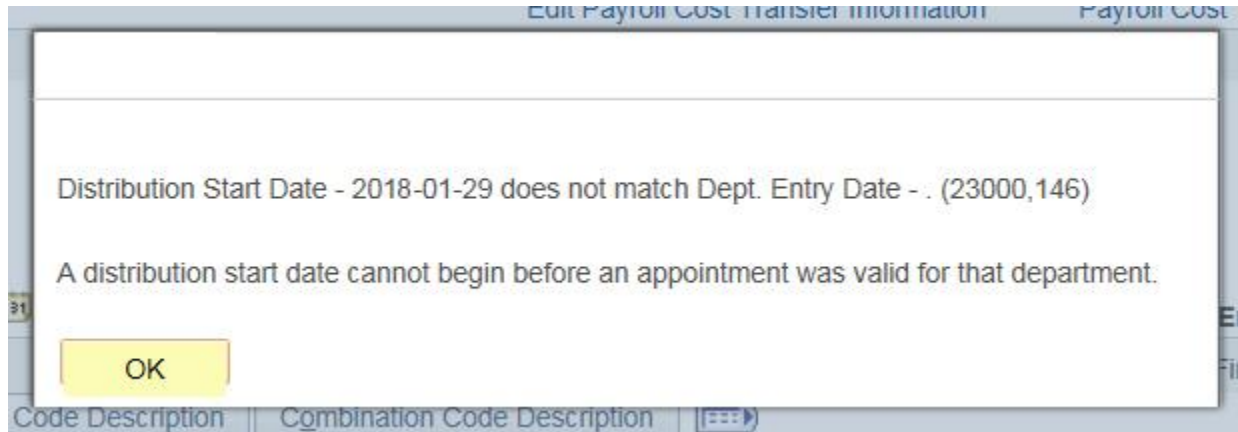 Edit Payroll Cost Transfer Information Payroll Cost
Distribution Start Date - 2018-01-29 does not match Dept. Entry Date - . (23000,146)
A distribution start date cannot begin before an appointment was valid for that department.
31
OK
Code Description Combination Code Description